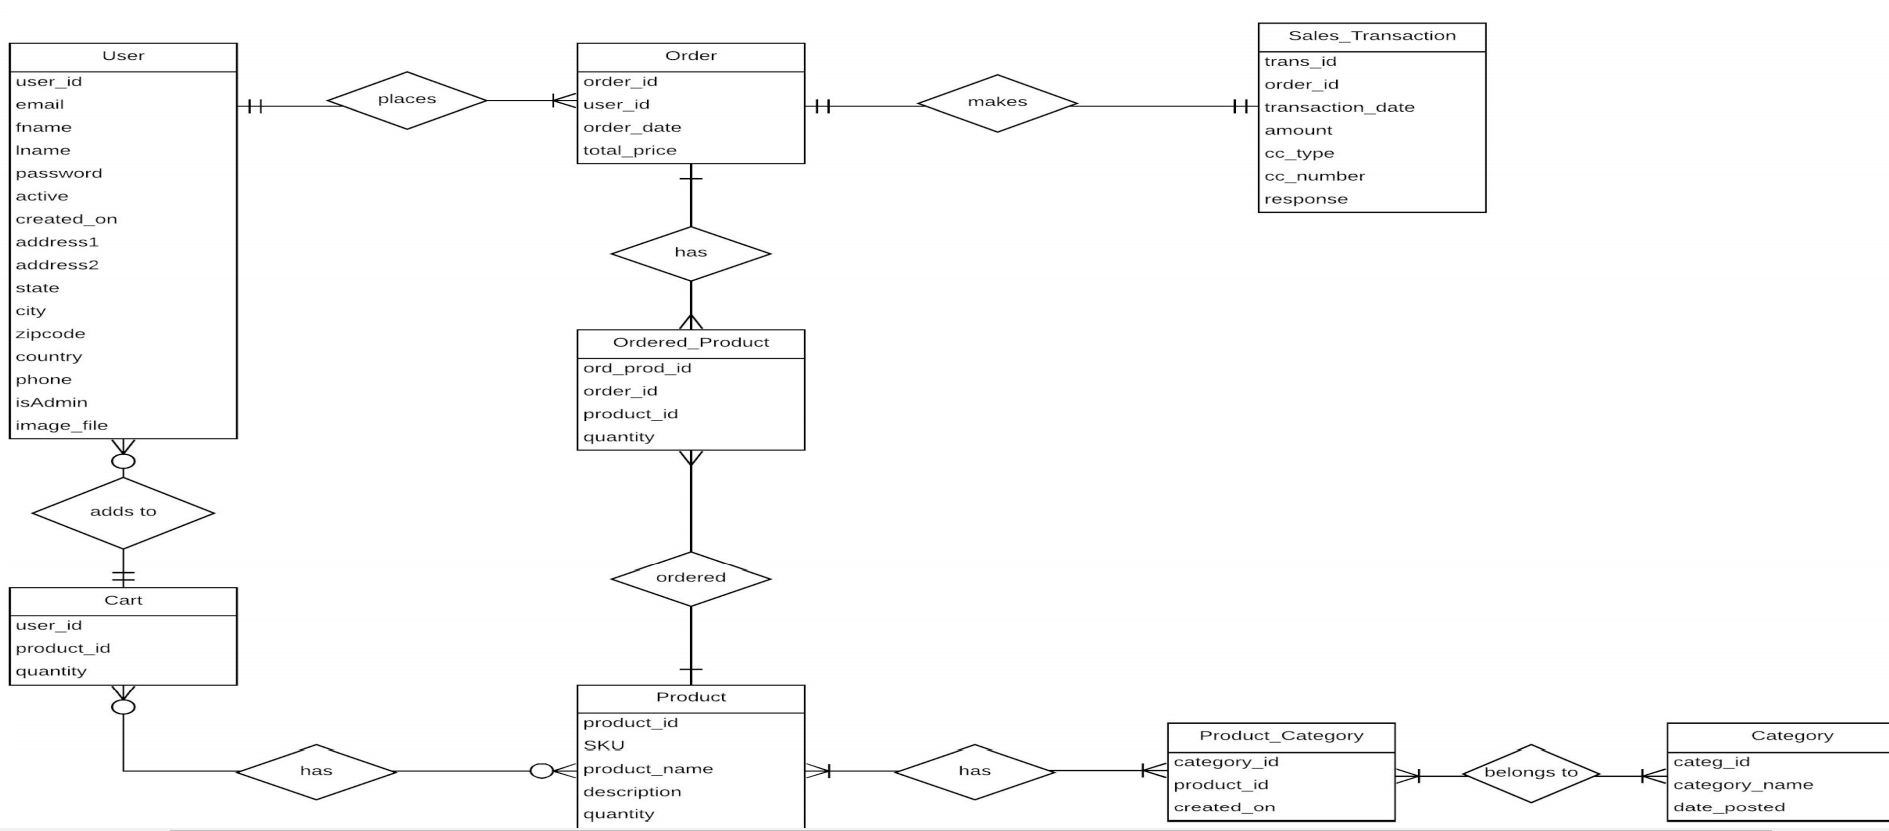 User
user_id
email
fname
lname
password
active
created_on
address1
address2
state
city
zipcode
country
phone
isAdmin
image_file
places
Order
order_id
user_id
order_date
total_price
makes
Sales_Transaction
trans_id
order_id
transaction_date
amount
cc_type
cc_number
response
has
Ordered_Product
ord_prod_id
order_id
product_id
quantity
adds to
ordered
Cart
user_id
product_id
quantity
has
Product
product_id
SKU
product_name
description
quantity
has
Product_Category
category_id
product_id
created_on
belongs to
Category
categ_id
category_name
date_posted